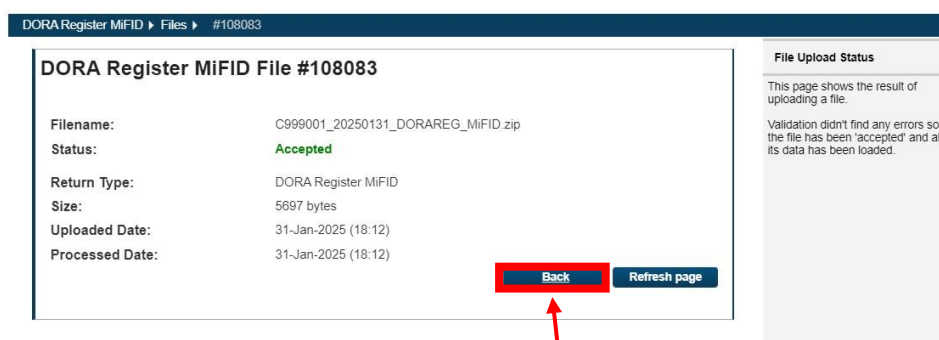 DORA Register MiFID Files #108083
DORA Register MiFID File #108083
Filename: C999001_20250131_DORAREG_MiFID.zip
Status: Accepted
Return Type: DORA Register MiFID
Size: 5697 bytes
Uploaded Date: 31-Jan-2025 (18:12)
Processed Date: 31-Jan-2025 (18:12)
Back Refresh page
File Upload Status
This page shows the result of
uploading a file.
Validation didn't find any errors so
the file has been 'accepted' and
its data has been loaded.